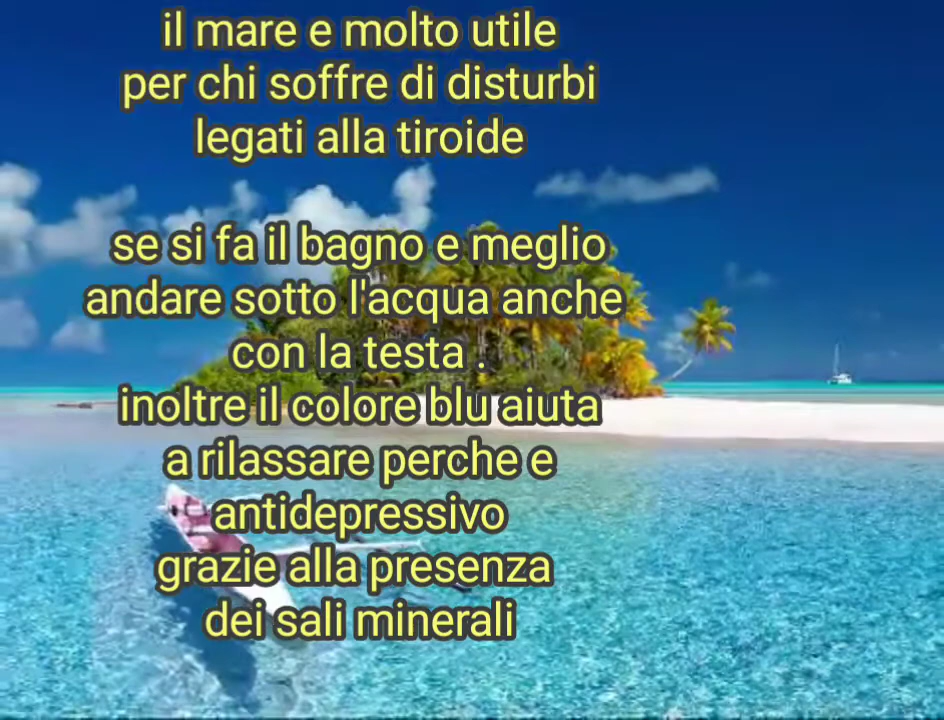 il mare e molto utile
per chi soffre di disturbi
legati alla tiroide
se si fa il bagno e meglio
andare sotto l'acqua anche
con la testa .
inoltre il colore blu aiuta
a rilassare perche e
antidepressivo
grazie alla presenza
dei sali minerali